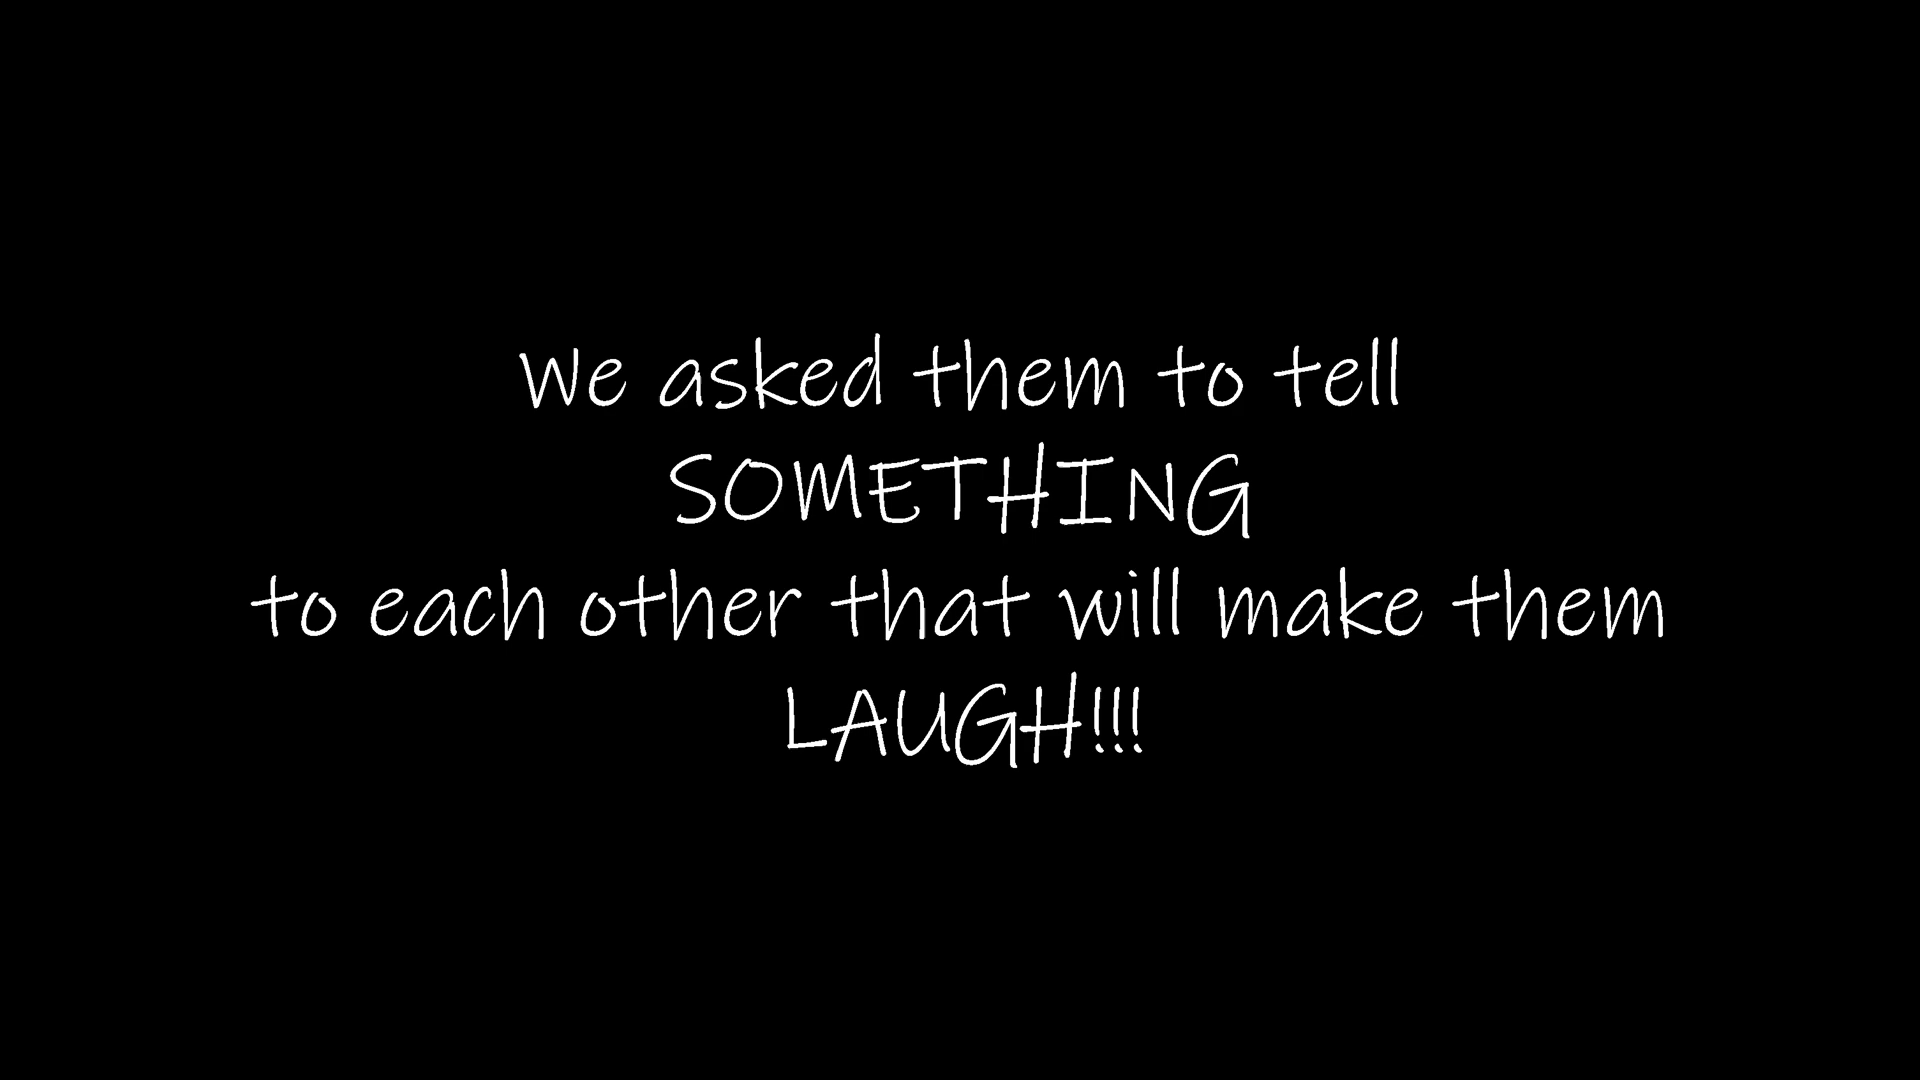 We asked them to tell
SOMETHING
to each other that will make them
LAUGH!!!